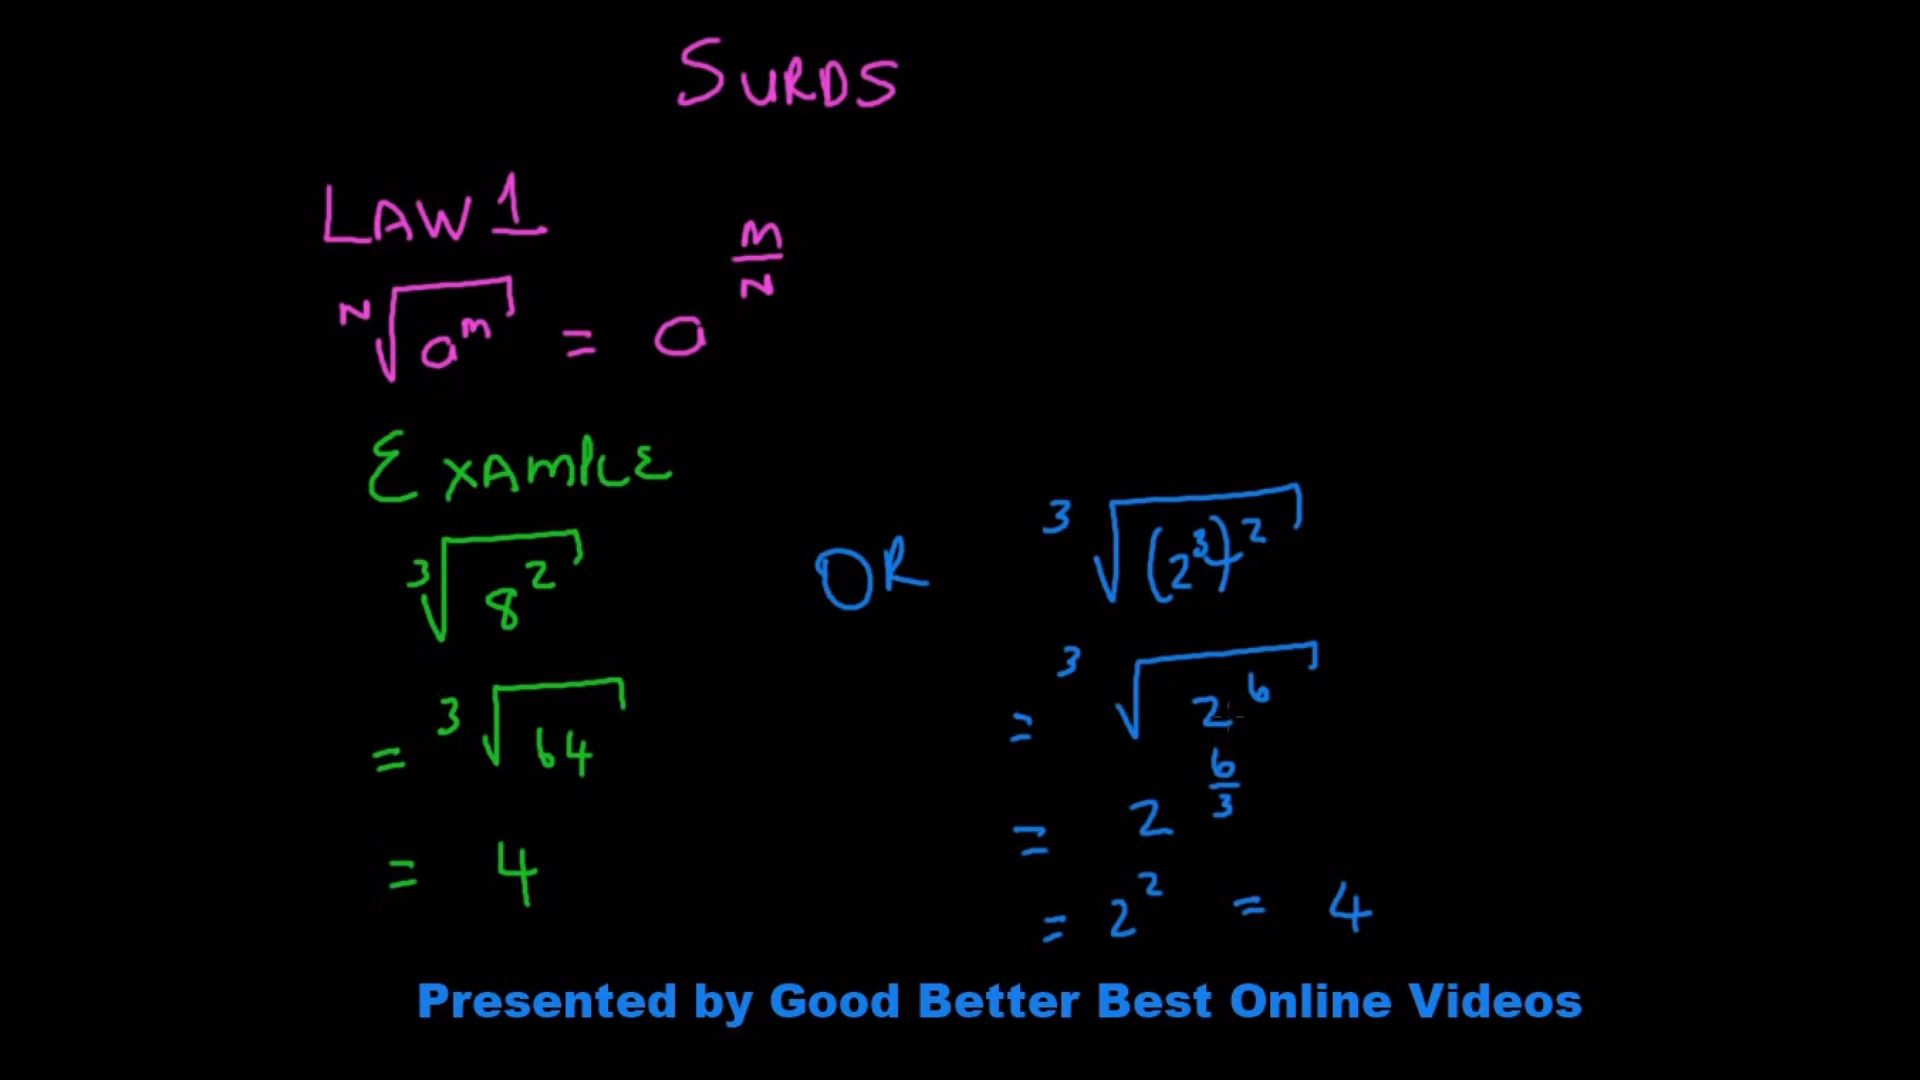 SURDS
LAW 1
ⁿ√(aᵐ) = a^(m/n)
EXAMPLE
³√(8²)
= ³√(64)
= 4
OR
³√((2³)²)
= ³√(2⁶)
= 2^(6/3)
= 2² = 4
Presented by Good Better Best Online Videos